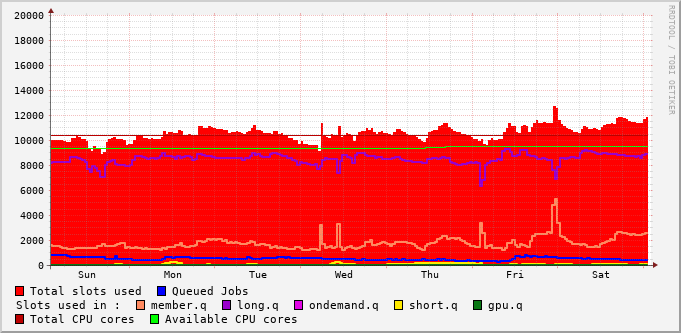 20000
18000
16000
14000
12000
10000
8000
6000
4000
2000
0
Sun Mon Tue Wed Thu Fri Sat
RRDTOOL / TOBI OETIKER
Total slots used Queued Jobs
Slots used in : member.q long.q ondemand.q short.q gpu.q
Total CPU cores Available CPU cores